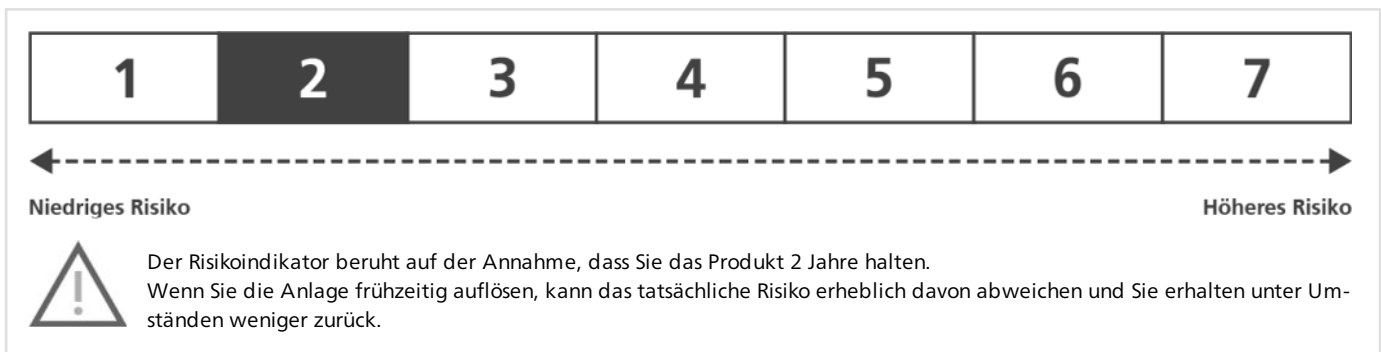 1 2 3 4 5 6 7
Niedriges Risiko Höheres Risiko
Der Risikoindikator beruht auf der Annahme, dass Sie das Produkt 2 Jahre halten.
Wenn Sie die Anlage frühzeitig auflösen, kann das tatsächliche Risiko erheblich davon abweichen und Sie erhalten unter Um-
ständen weniger zurück.